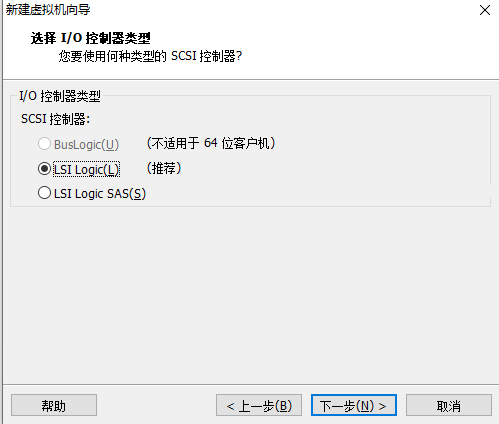 新建虚拟机向导
选择 I/O 控制器类型
您要使用何种类型的 SCSI 控制器?
I/O 控制器类型
SCSI 控制器:
BusLogic(U) (不适用于 64 位客户机)
LSI Logic(L) (推荐)
LSI Logic SAS(S)
帮助 < 上一步(B) 下一步(N) > 取消